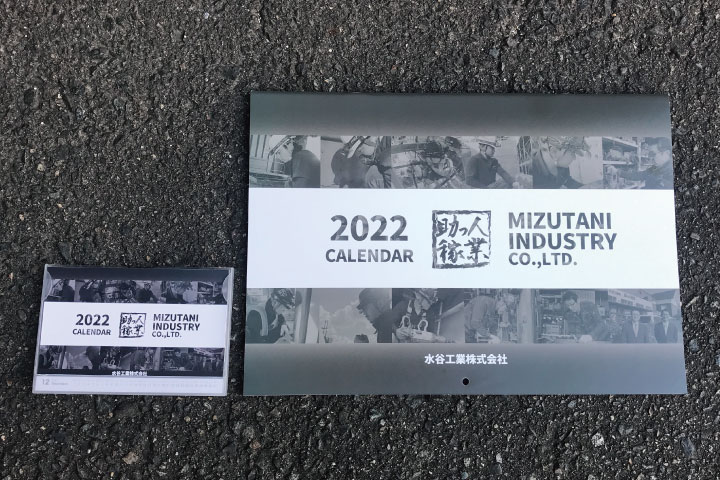 2022
CALENDAR
助っ人
稼業
MIZUTANI
INDUSTRY
CO.,LTD.
水谷工業株式会社
2022
CALENDAR
助っ人
稼業
MIZUTANI
INDUSTRY
CO.,LTD.
水谷工業株式会社
12